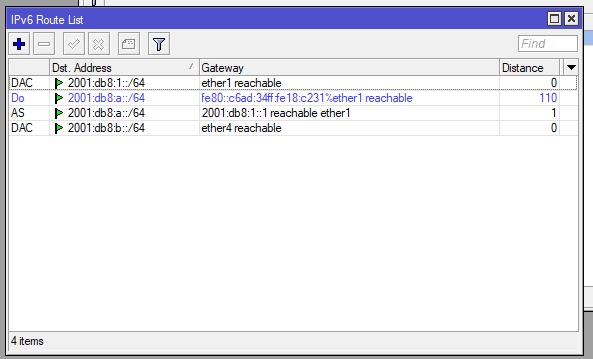 IPv6 Route List
Find
Dst. Address / Gateway Distance
DAC 2001:db8:1::/64 ether1 reachable 0
Do 2001:db8:a::/64 fe80::c6ad:34ff:fe18:c231%ether1 reachable 110
AS 2001:db8:a::/64 2001:db8:1::1 reachable ether1 1
DAC 2001:db8:b::/64 ether4 reachable 0
4 items